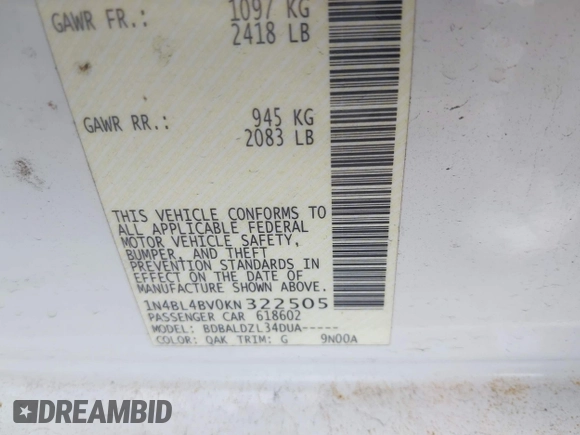 GAWR FR.: 1097 KG
2418 LB
GAWR RR.: 945 KG
2083 LB
THIS VEHICLE CONFORMS TO
ALL APPLICABLE FEDERAL
MOTOR VEHICLE SAFETY,
BUMPER, AND THEFT
PREVENTION STANDARDS IN
EFFECT ON THE DATE OF
MANUFACTURE SHOWN ABOVE.
1N4BL4BV0KN322505
PASSENGER CAR 618602
MODEL: BDBALDZL34DUA-----
COLOR: QAK TRIM: G 9N00A
DREAMBID